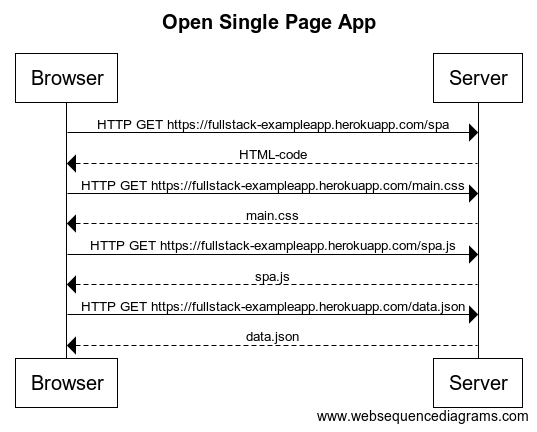 Open Single Page App
Browser Server
HTTP GET https://fullstack-exampleapp.herokuapp.com/spa
HTML-code
HTTP GET https://fullstack-exampleapp.herokuapp.com/main.css
main.css
HTTP GET https://fullstack-exampleapp.herokuapp.com/spa.js
spa.js
HTTP GET https://fullstack-exampleapp.herokuapp.com/data.json
data.json
Browser Server
www.websequencediagrams.com